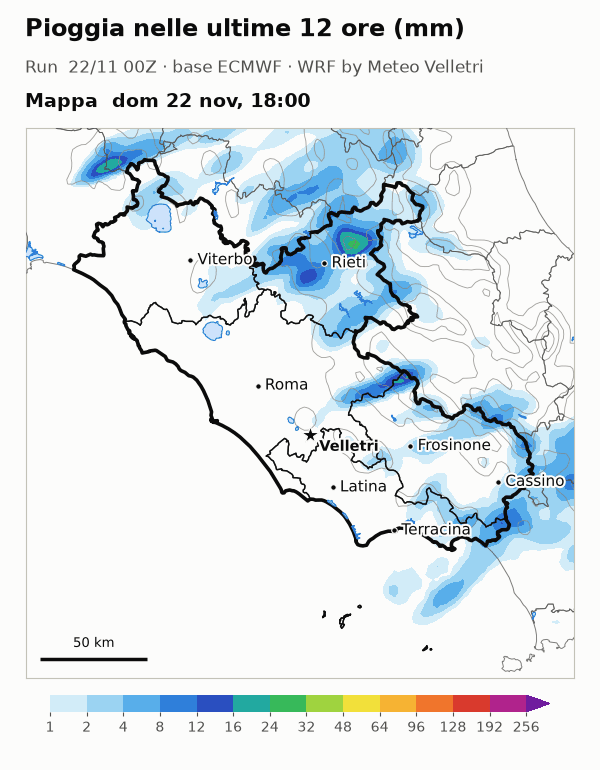 Pioggia nelle ultime 12 ore (mm)
Run  22/11 00Z · base ECMWF · WRF by Meteo Velletri
Mappa  dom 22 nov, 18:00
Viterbo
Rieti
Roma
Velletri
Frosinone
Latina
Cassino
Terracina
50 km
1 2 4 8 12 16 24 32 48 64 96 128 192 256